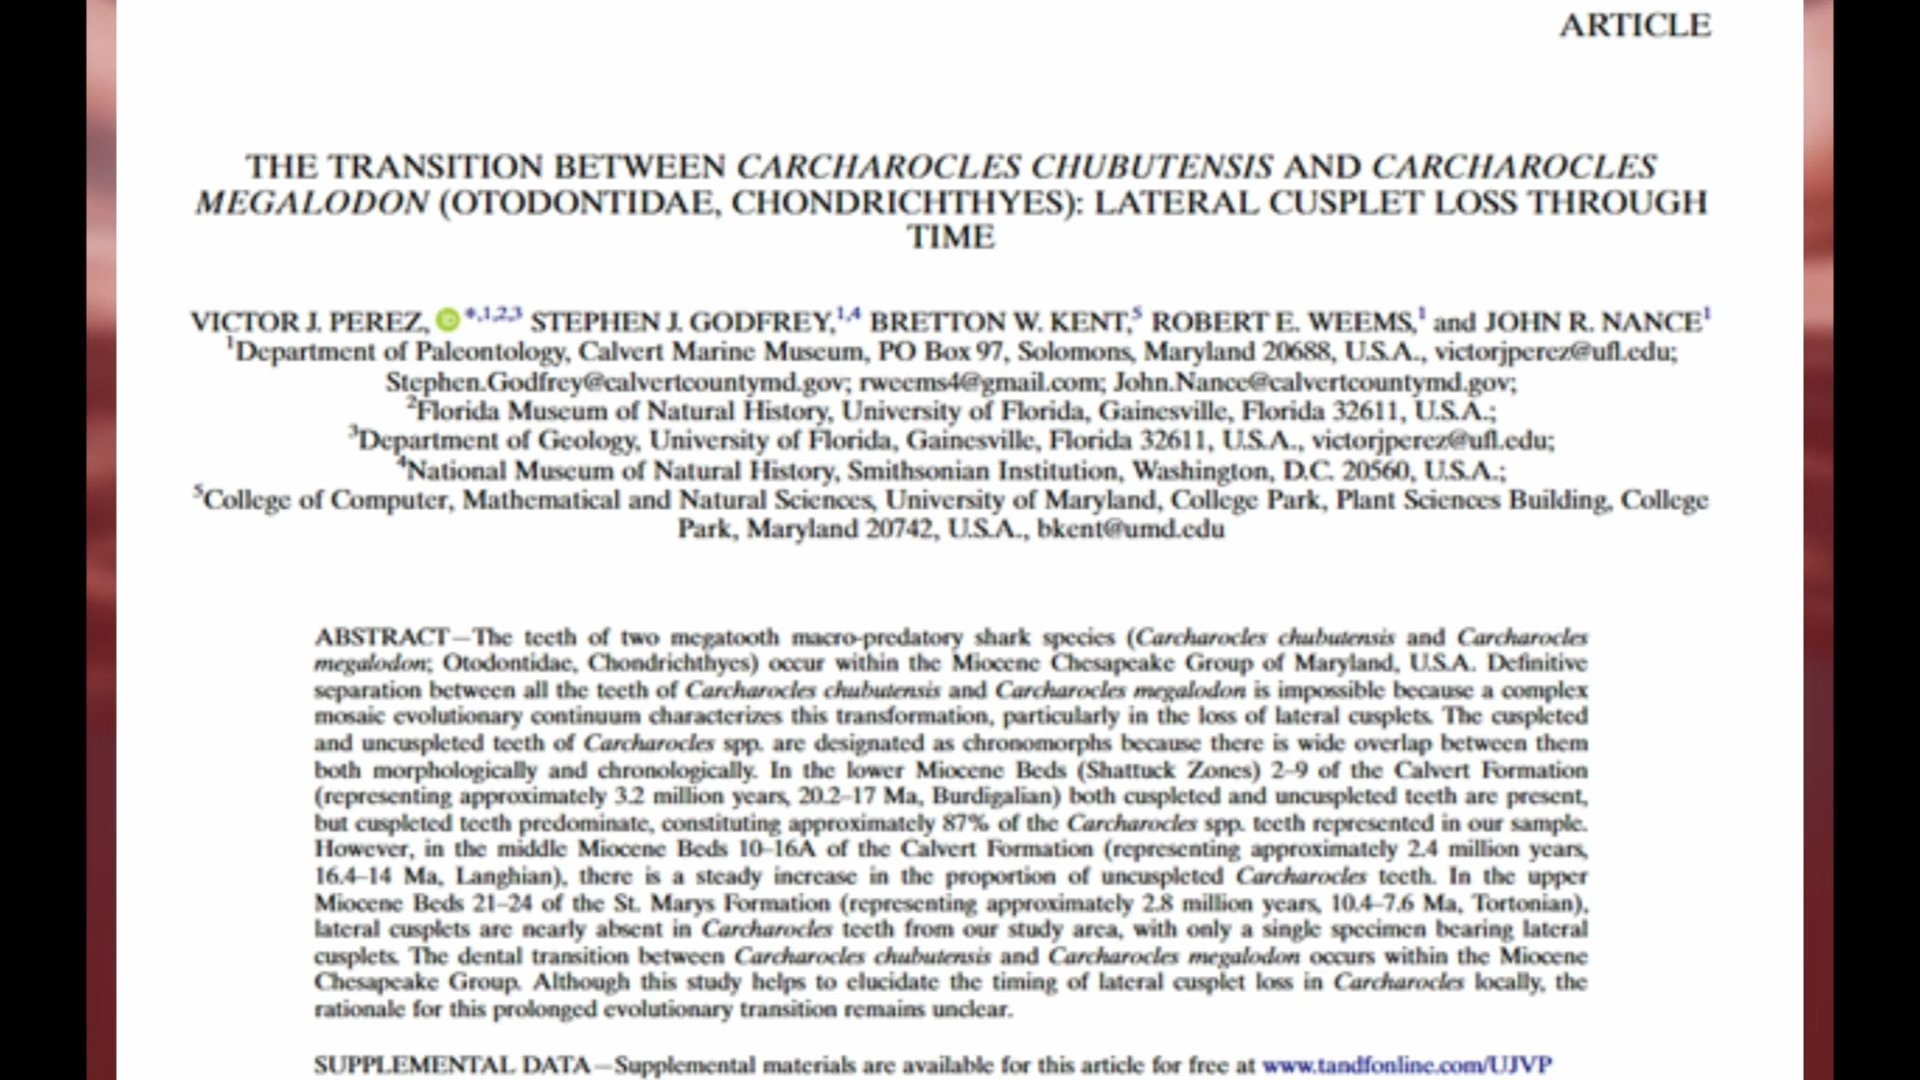 ARTICLE
THE TRANSITION BETWEEN CARCHAROCLES CHUBUTENSIS AND CARCHAROCLES
MEGALODON (OTODONTIDAE, CHONDRICHTHYES): LATERAL CUSPLET LOSS THROUGH
TIME
VICTOR J. PEREZ, *,1,2,3 STEPHEN J. GODFREY,1,4 BRETTON W. KENT,5 ROBERT E. WEEMS,1 and JOHN R. NANCE1
1Department of Paleontology, Calvert Marine Museum, PO Box 97, Solomons, Maryland 20688, U.S.A., victorjperez@ufl.edu;
Stephen.Godfrey@calvertcountymd.gov; rweems4@gmail.com; John.Nance@calvertcountymd.gov;
2Florida Museum of Natural History, University of Florida, Gainesville, Florida 32611, U.S.A.;
3Department of Geology, University of Florida, Gainesville, Florida 32611, U.S.A., victorjperez@ufl.edu;
4National Museum of Natural History, Smithsonian Institution, Washington, D.C. 20560, U.S.A.;
5College of Computer, Mathematical and Natural Sciences, University of Maryland, College Park, Plant Sciences Building, College
Park, Maryland 20742, U.S.A., bkent@umd.edu
ABSTRACT—The teeth of two megatooth macro-predatory shark species (Carcharocles chubutensis and Carcharocles
megalodon; Otodontidae, Chondrichthyes) occur within the Miocene Chesapeake Group of Maryland, U.S.A. Definitive
separation between all the teeth of Carcharocles chubutensis and Carcharocles megalodon is impossible because a complex
mosaic evolutionary continuum characterizes this transformation, particularly in the loss of lateral cusplets. The cuspleted
and uncuspleted teeth of Carcharocles spp. are designated as chronomorphs because there is wide overlap between them
both morphologically and chronologically. In the lower Miocene Beds (Shattuck Zones) 2–9 of the Calvert Formation
(representing approximately 3.2 million years, 20.2–17 Ma, Burdigalian) both cuspleted and uncuspleted teeth are present,
but cuspleted teeth predominate, constituting approximately 87% of the Carcharocles spp. teeth represented in our sample.
However, in the middle Miocene Beds 10–16A of the Calvert Formation (representing approximately 2.4 million years,
16.4–14 Ma, Langhian), there is a steady increase in the proportion of uncuspleted Carcharocles teeth. In the upper
Miocene Beds 21–24 of the St. Marys Formation (representing approximately 2.8 million years, 10.4–7.6 Ma, Tortonian),
lateral cusplets are nearly absent in Carcharocles teeth from our study area, with only a single specimen bearing lateral
cusplets. The dental transition between Carcharocles chubutensis and Carcharocles megalodon occurs within the Miocene
Chesapeake Group. Although this study helps to elucidate the timing of lateral cusplet loss in Carcharocles locally, the
rationale for this prolonged evolutionary transition remains unclear.
SUPPLEMENTAL DATA—Supplemental materials are available for this article for free at www.tandfonline.com/UJVP